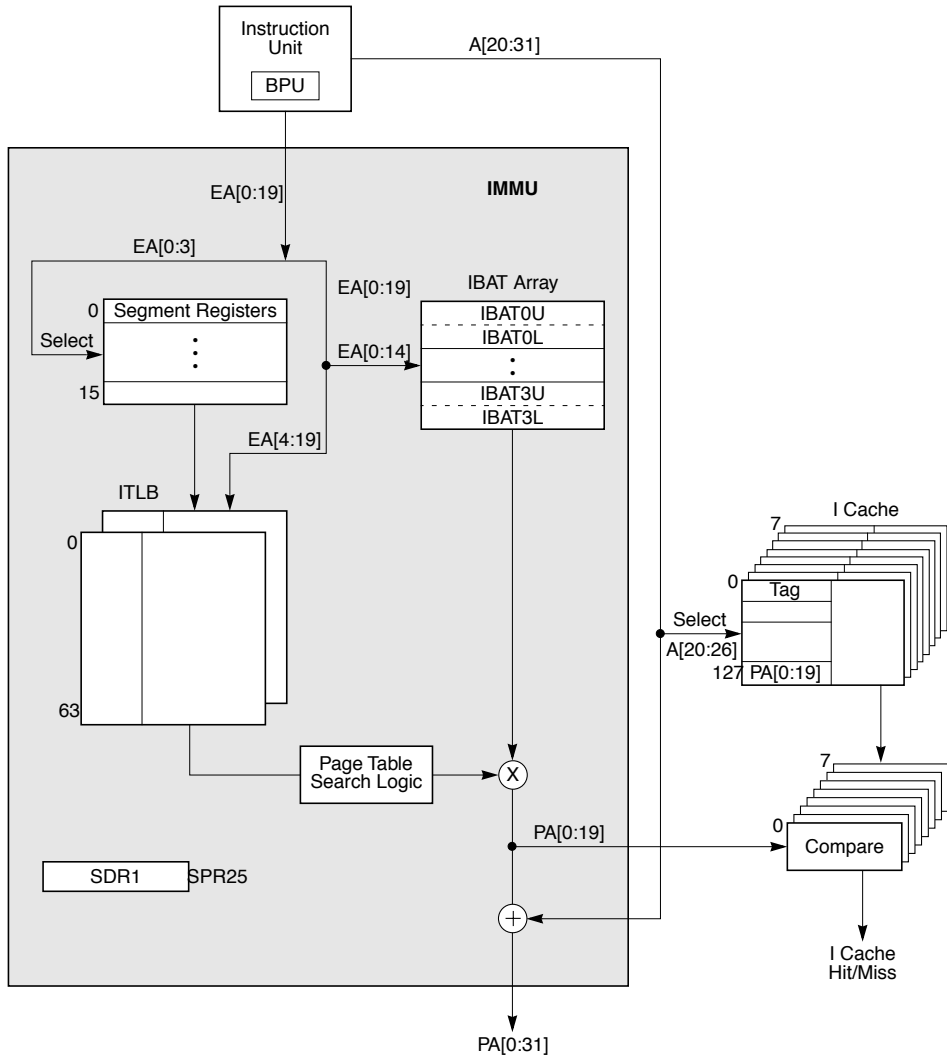 Instruction
Unit
BPU
A[20:31]
EA[0:19]
IMMU
EA[0:3]
EA[0:19]
IBAT Array
0
Segment Registers
IBAT0U
IBAT0L
Select
EA[0:14]
15
IBAT3U
IBAT3L
EA[4:19]
ITLB
0
63
I Cache
7
0
Tag
Select
A[20:26]
127
PA[0:19]
Page Table
Search Logic
X
7
PA[0:19]
0
Compare
SDR1
SPR25
+
I Cache
Hit/Miss
PA[0:31]